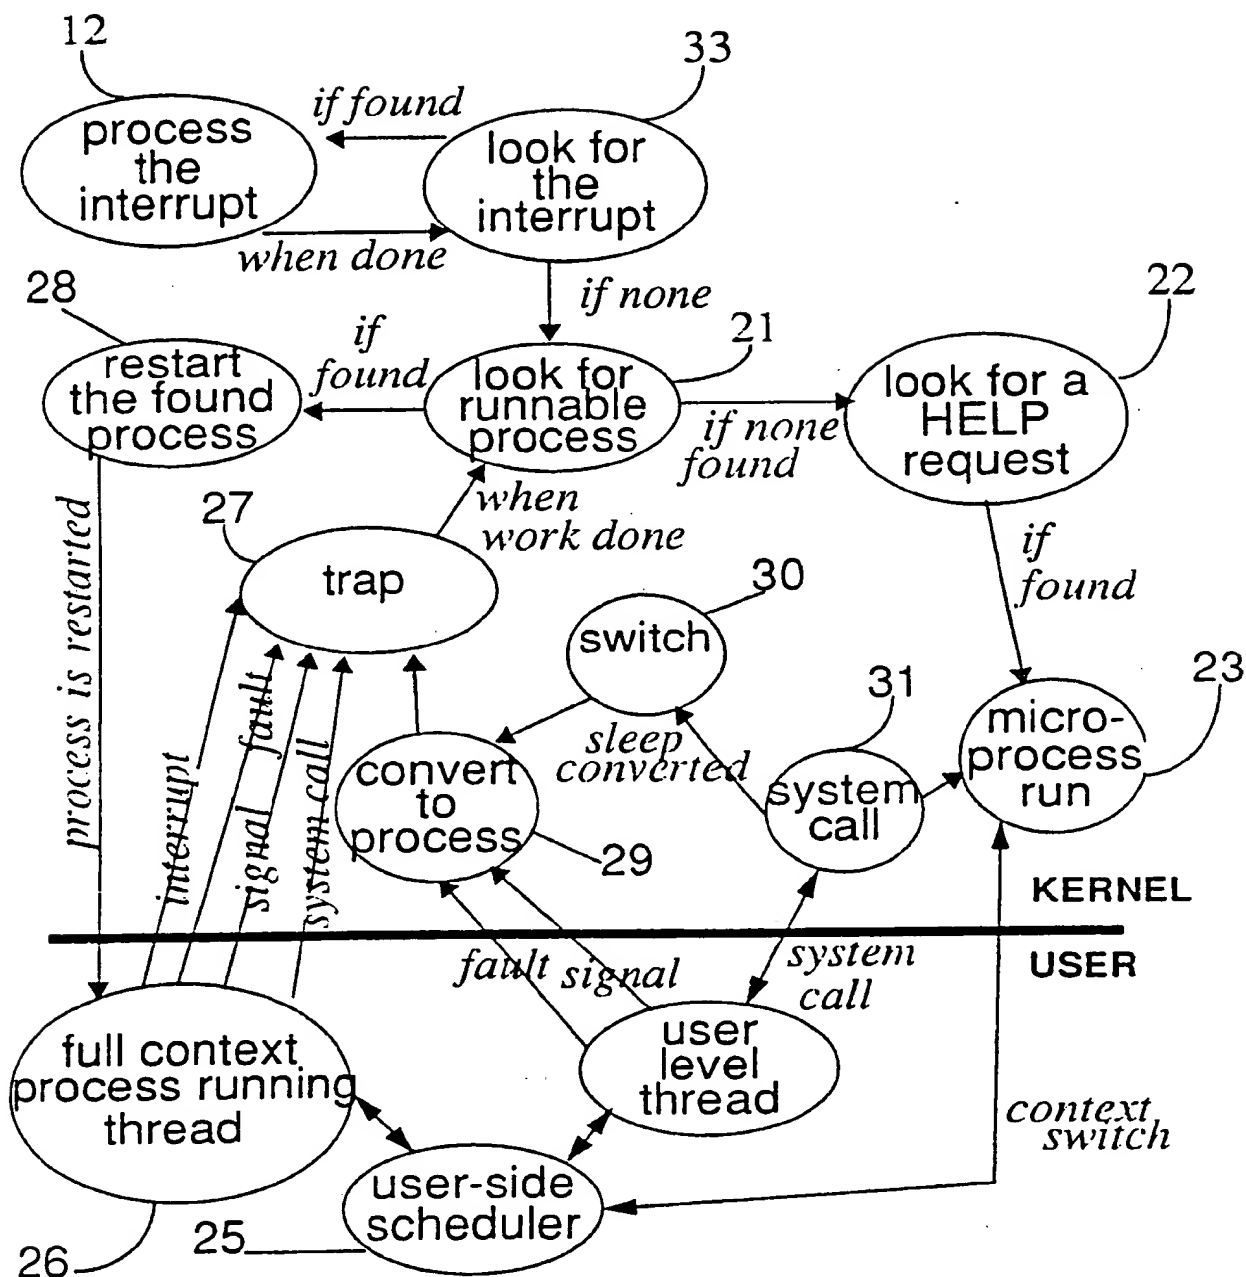 12
33
if found
process
the
interrupt
look for
the
interrupt
when done
28
if none
22
if
found
21
restart
the found
process
look for
runnable
process
if none
found
look for a
HELP
request
27
when
work done
trap
30
if
found
switch
31
23
process is restarted
fault
sleep
converted
micro-
process
run
interrupt
signal
system call
convert
to
process
system
call
29
KERNEL
USER
fault
signal
system
call
full context
process running
thread
user
level
thread
context
switch
user-side
scheduler
25
26